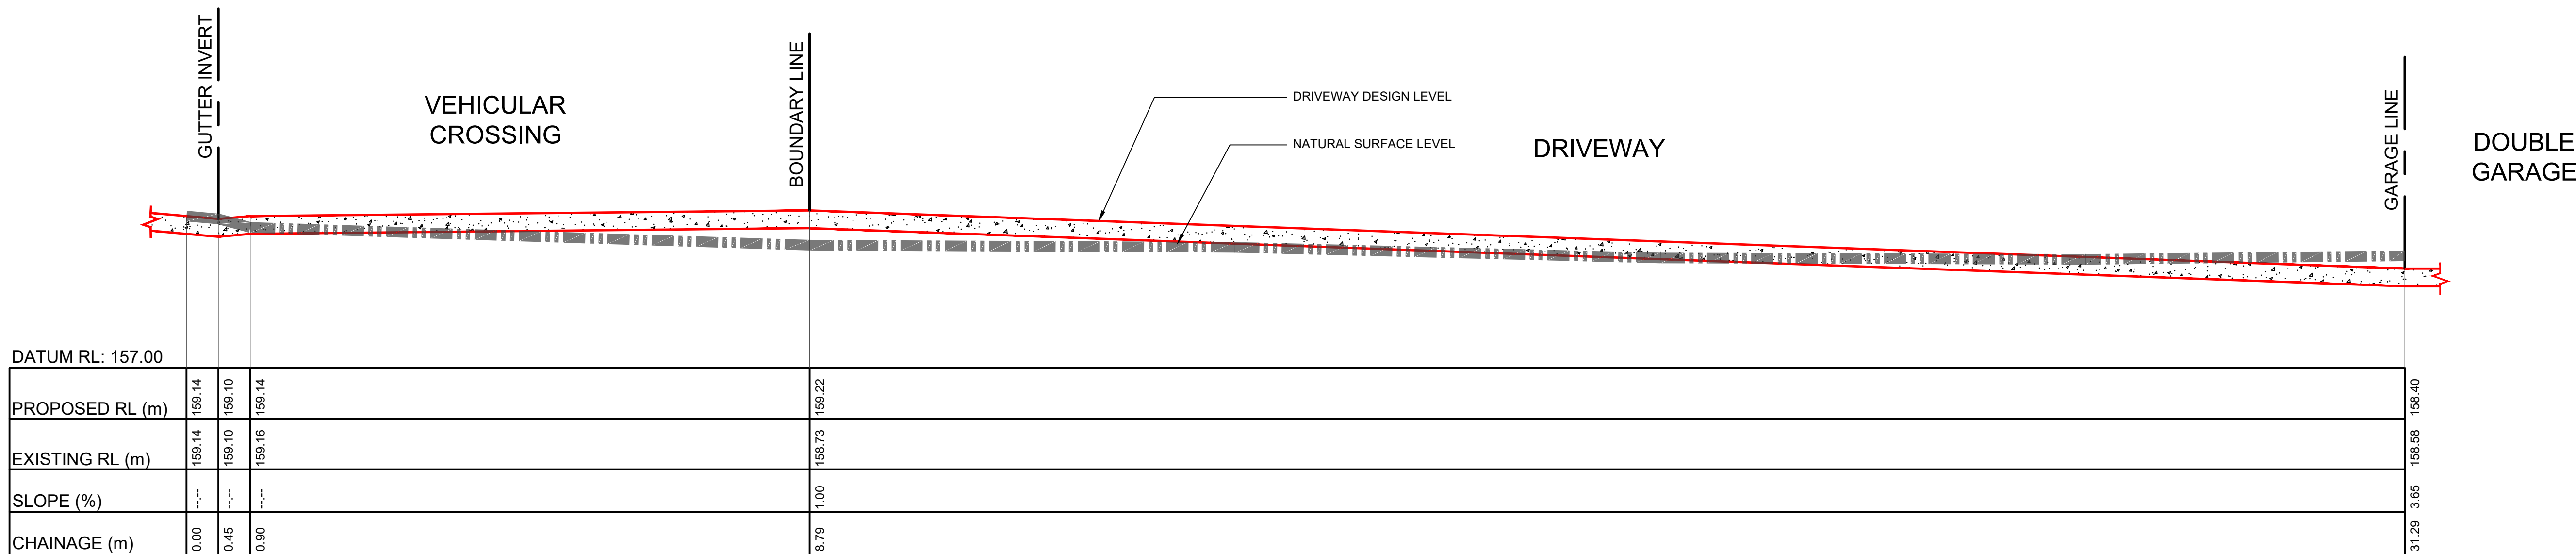 GUTTER INVERT
VEHICULAR
CROSSING
BOUNDARY LINE
DRIVEWAY DESIGN LEVEL
NATURAL SURFACE LEVEL
DRIVEWAY
GARAGE LINE
DOUBLE
GARAGE
DATUM RL: 157.00
PROPOSED RL (m) 159.14 159.10 159.14 159.22 158.40
EXISTING RL (m) 159.14 159.10 159.16 158.73 158.58
SLOPE (%) --.-- --.-- --.-- 1.00 3.65
CHAINAGE (m) 0.00 0.45 0.90 8.79 31.29